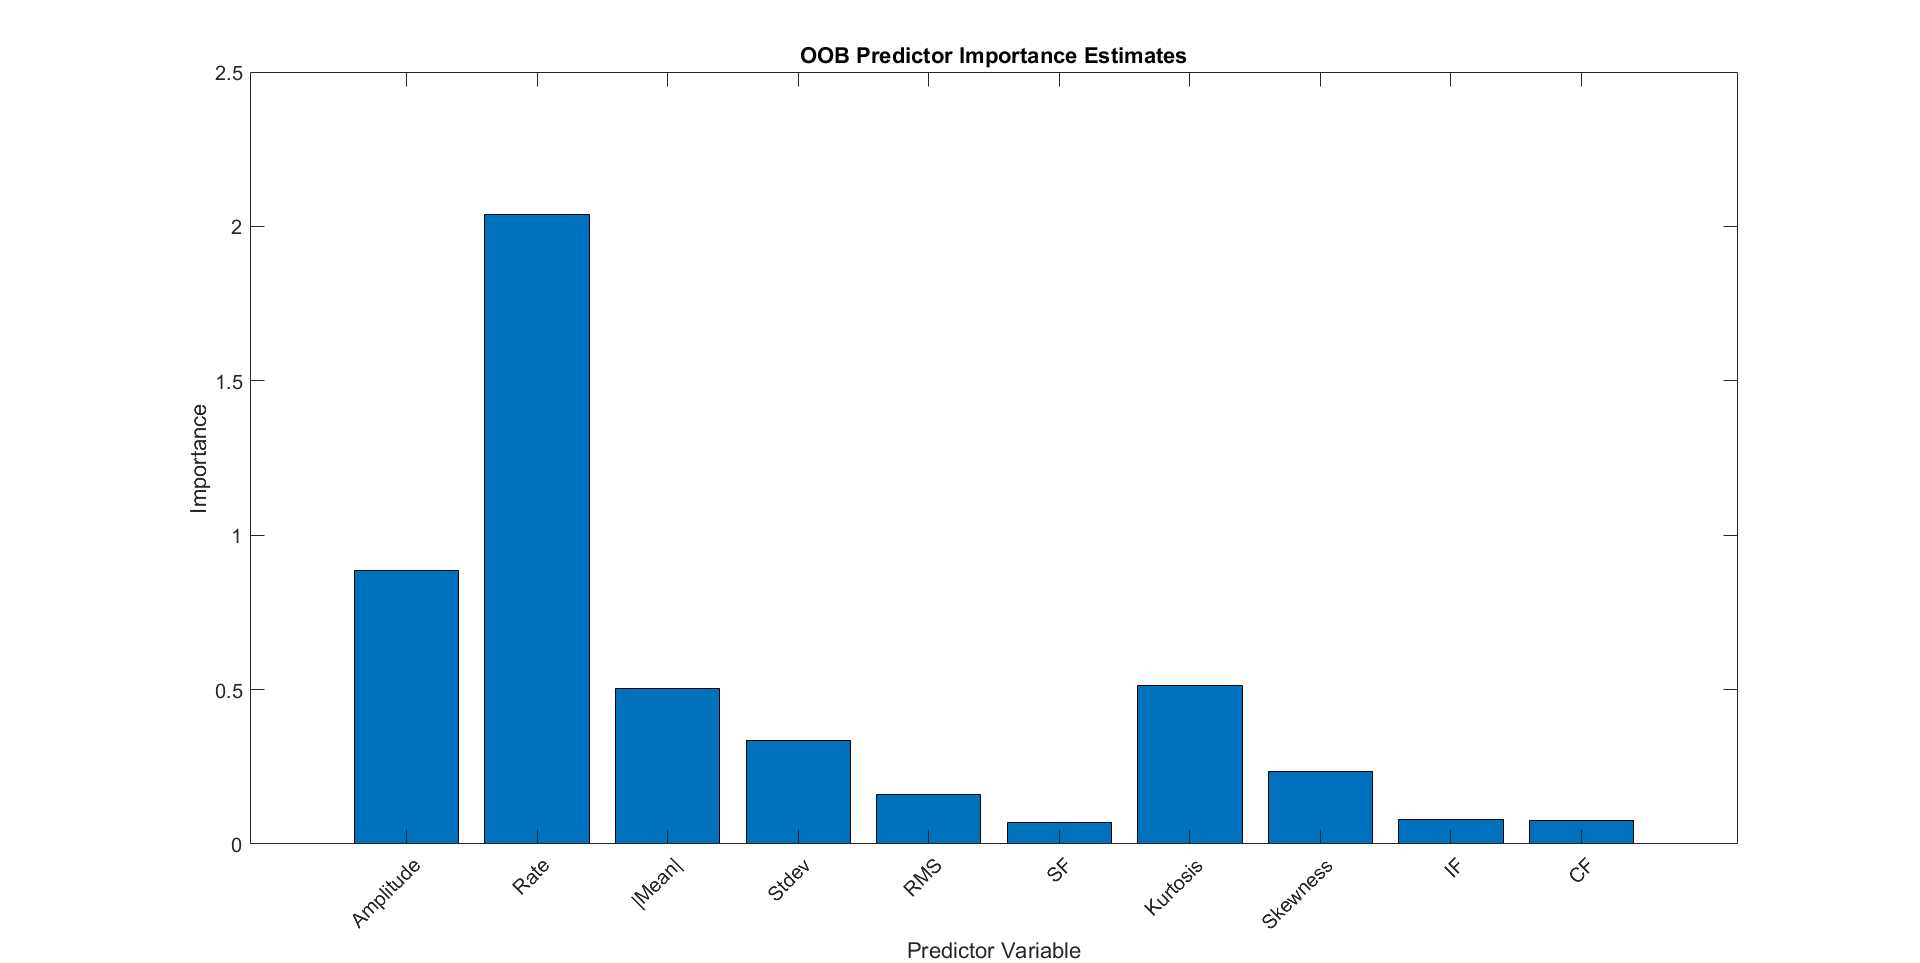 OOB Predictor Importance Estimates
2.5
2
1.5
1
0.5
0
Importance
Amplitude
Rate
|Mean|
Stdev
RMS
SF
Kurtosis
Skewness
IF
CF
Predictor Variable